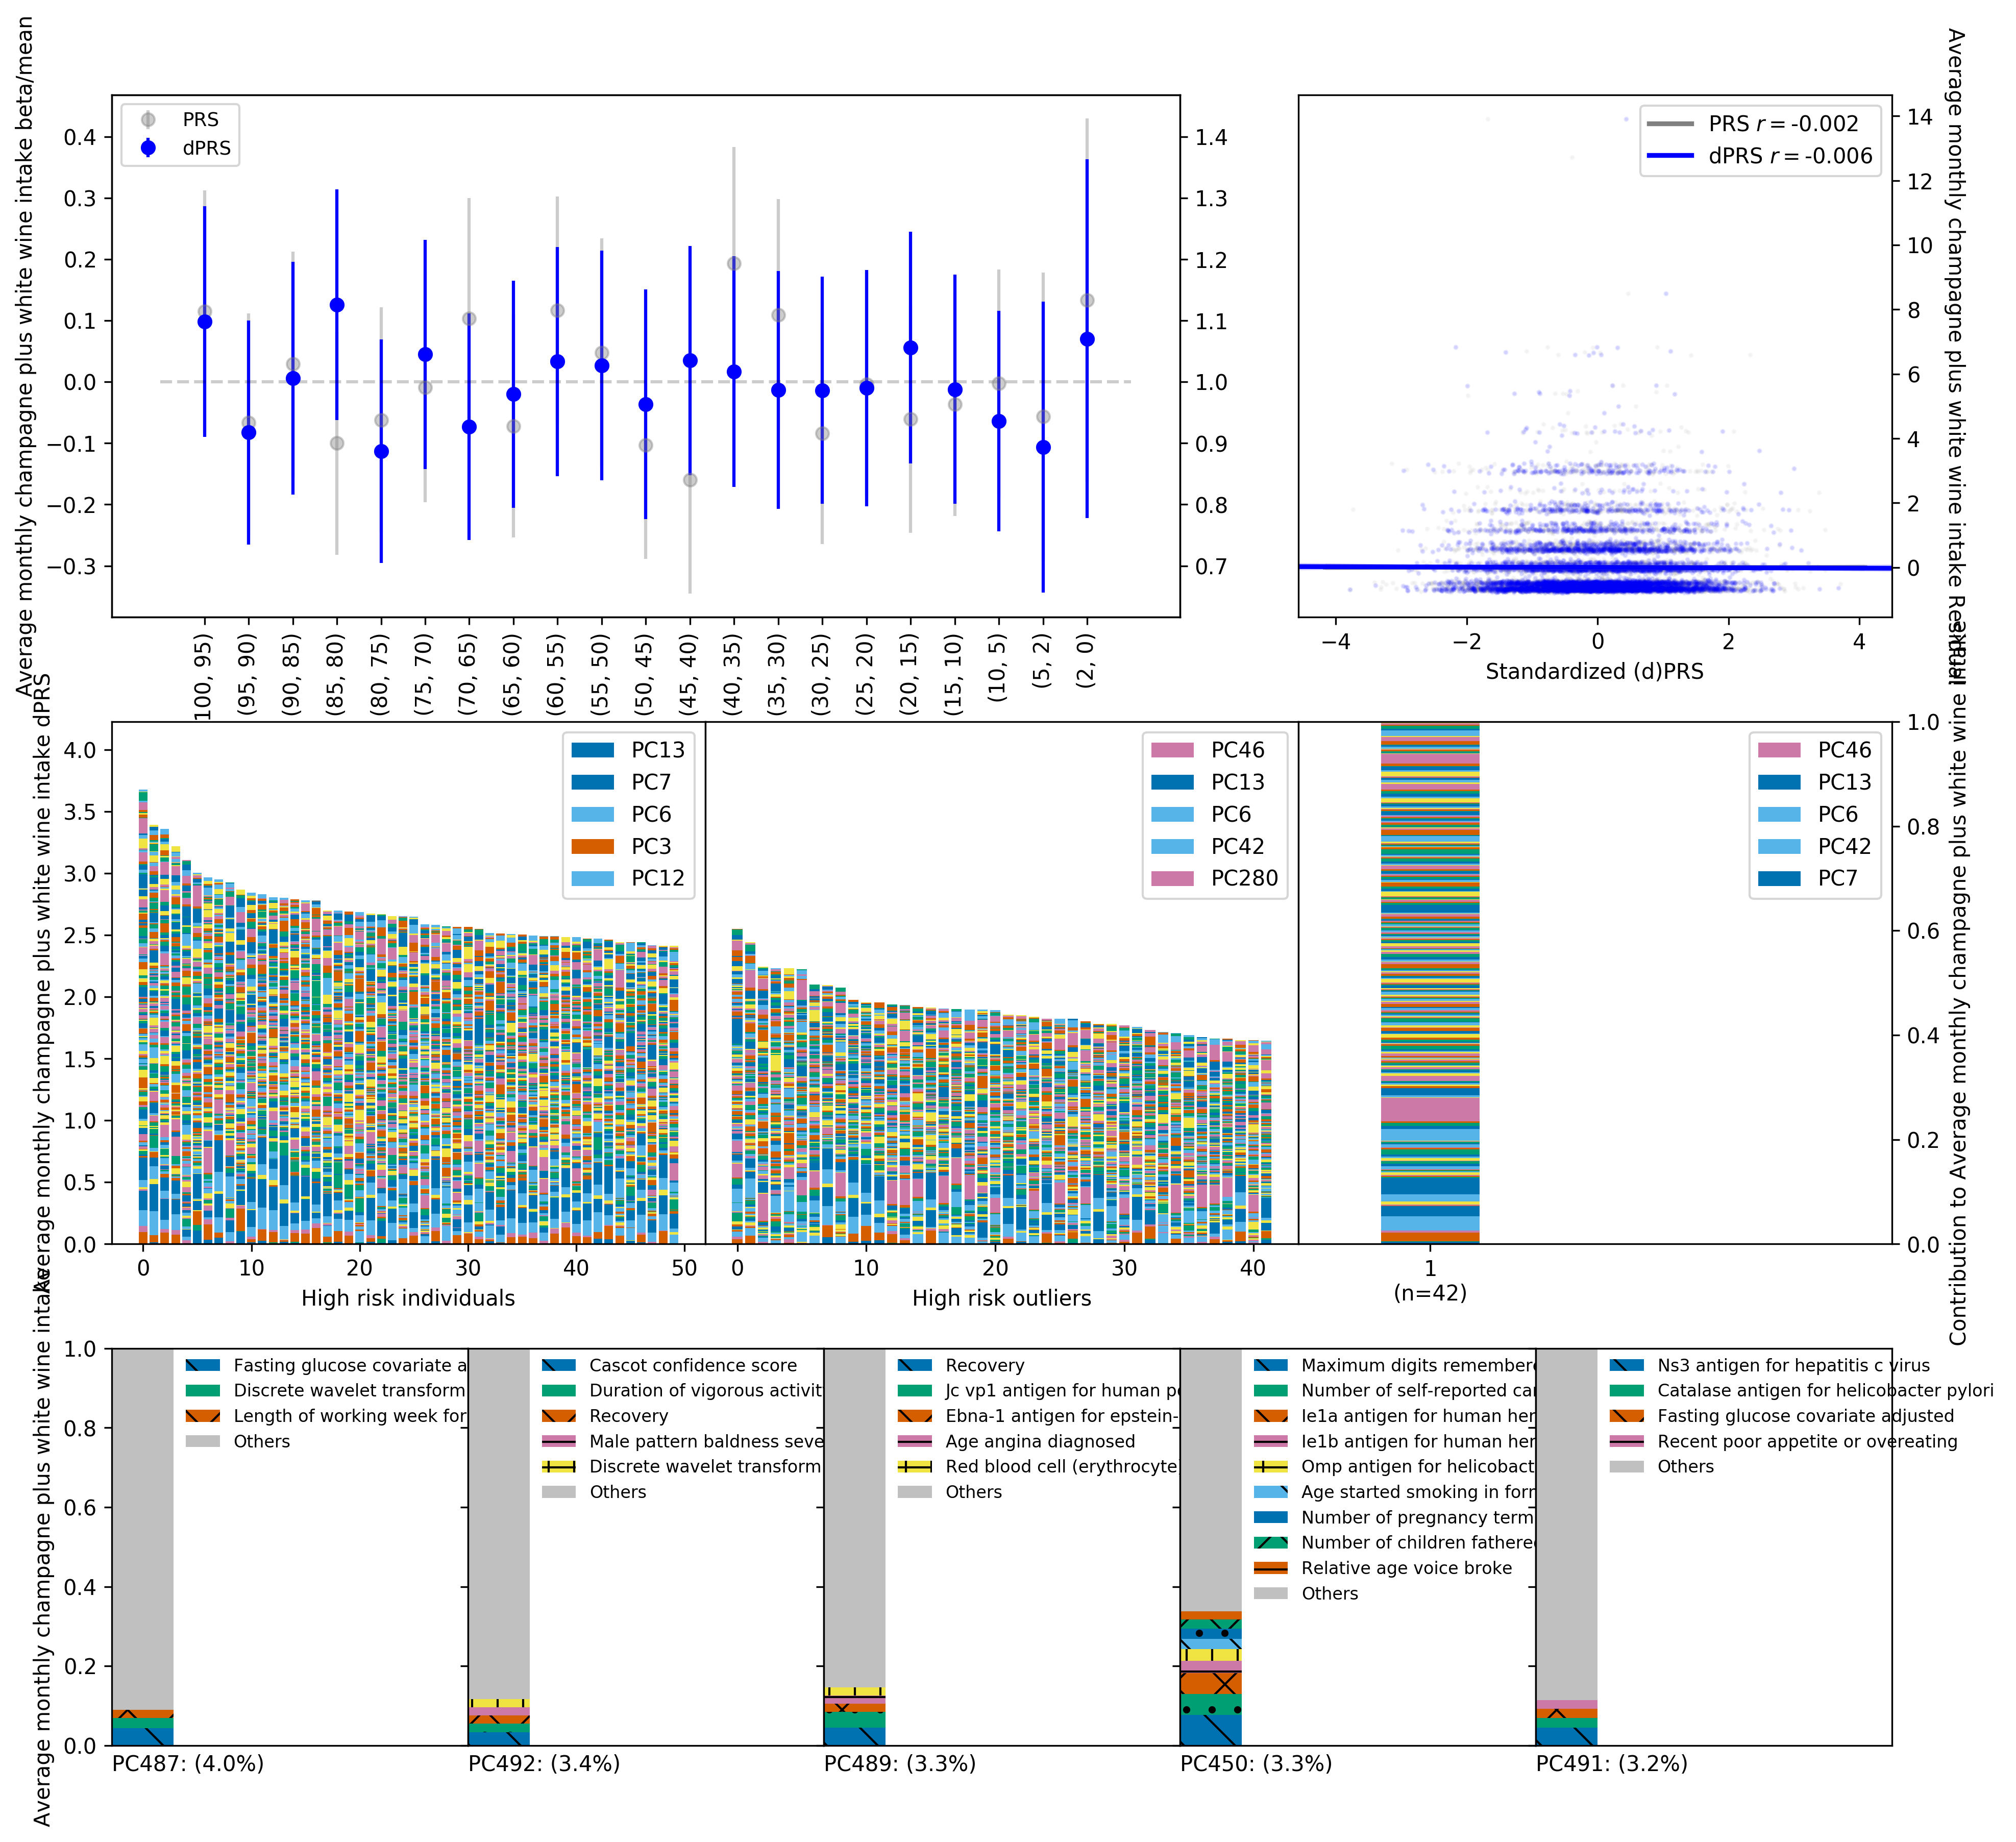 Average monthly champagne plus white wine intake beta/mean
0.4
0.3
0.2
0.1
0.0
−0.1
−0.2
−0.3
PRS
dPRS
1.4
1.3
1.2
1.1
1.0
0.9
0.8
0.7
100, 95)
(95, 90)
(90, 85)
(85, 80)
(80, 75)
(75, 70)
(70, 65)
(65, 60)
(60, 55)
(55, 50)
(50, 45)
(45, 40)
(40, 35)
(35, 30)
(30, 25)
(25, 20)
(20, 15)
(15, 10)
(10, 5)
(5, 2)
(2, 0)
PRS r = -0.002
dPRS r = -0.006
14
12
10
8
6
4
2
0
−4
−2
0
2
4
Standardized (d)PRS
Average monthly champagne plus white wine intake Residual
Average monthly champagne plus white wine intake dPRS
4.0
3.5
3.0
2.5
2.0
1.5
1.0
0.5
0.0
PC13
PC7
PC6
PC3
PC12
0
10
20
30
40
50
High risk individuals
PC46
PC13
PC6
PC42
PC280
0
10
20
30
40
High risk outliers
PC46
PC13
PC6
PC42
PC7
1
(n=42)
1.0
0.8
0.6
0.4
0.2
0.0
Contribution to Average monthly champagne plus white wine intake
Average monthly champagne plus white wine intake
1.0
0.8
0.6
0.4
0.2
0.0
Fasting glucose covariate a
Discrete wavelet transform
Length of working week for
Others
PC487: (4.0%)
Cascot confidence score
Duration of vigorous activit
Recovery
Male pattern baldness seve
Discrete wavelet transform
Others
PC492: (3.4%)
Recovery
Jc vp1 antigen for human po
Ebna-1 antigen for epstein-
Age angina diagnosed
Red blood cell (erythrocyte
Others
PC489: (3.3%)
Maximum digits remembere
Number of self-reported can
Ie1a antigen for human her
Ie1b antigen for human her
Omp antigen for helicobact
Age started smoking in forn
Number of pregnancy term
Number of children fathered
Relative age voice broke
Others
PC450: (3.3%)
Ns3 antigen for hepatitis c virus
Catalase antigen for helicobacter pylori
Fasting glucose covariate adjusted
Recent poor appetite or overeating
Others
PC491: (3.2%)